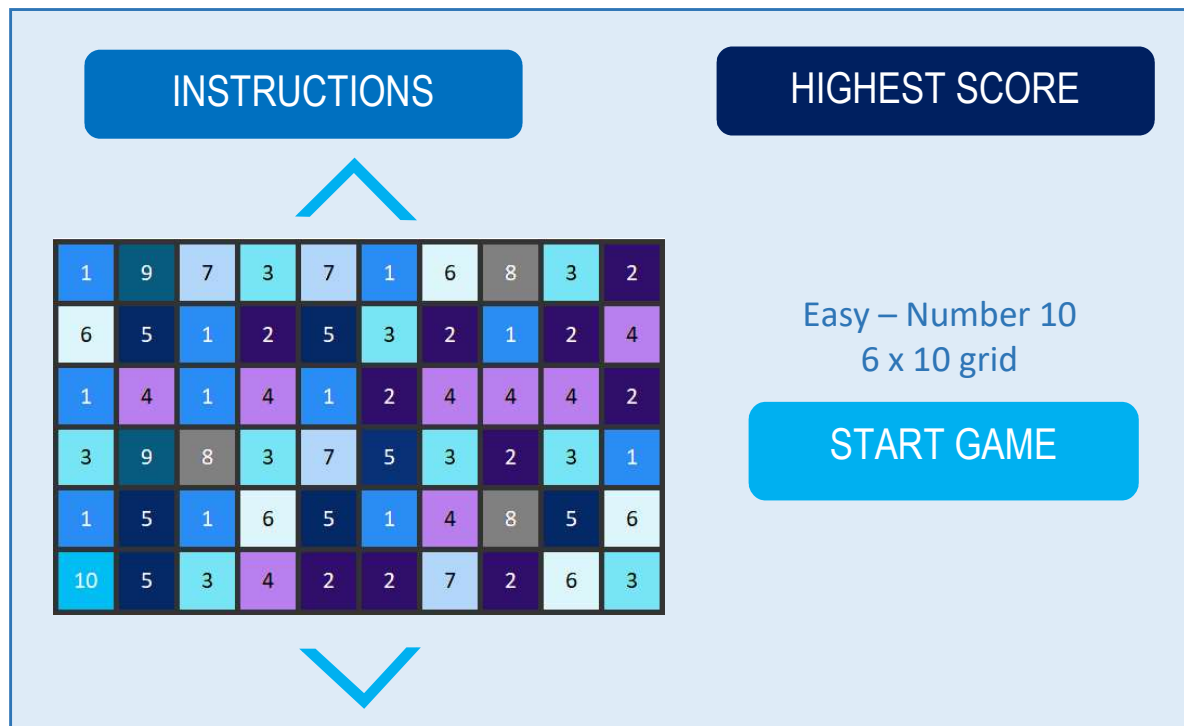 INSTRUCTIONS
HIGHEST SCORE
1 9 7 3 7 1 6 8 3 2
6 5 1 2 5 3 2 1 2 4
1 4 1 4 1 2 4 4 4 2
3 9 8 3 7 5 3 2 3 1
1 5 1 6 5 1 4 8 5 6
10 5 3 4 2 2 7 2 6 3
Easy – Number 10
6 x 10 grid
START GAME